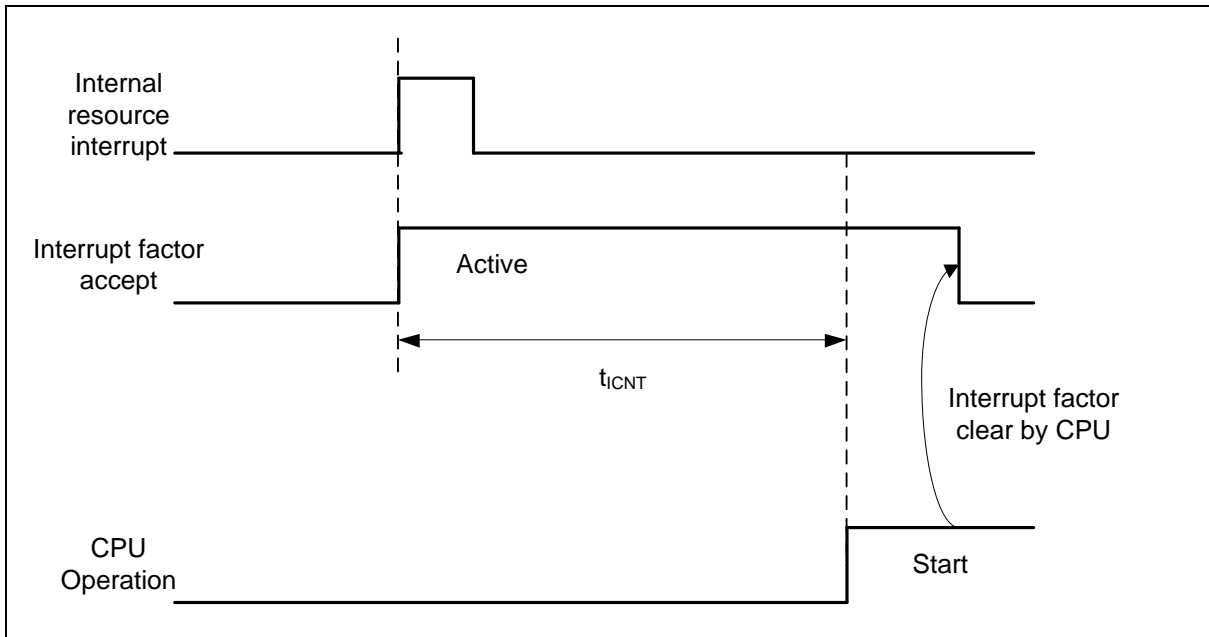 Internal
resource
interrupt
Interrupt factor
accept
Active
tICNT
Interrupt factor
clear by CPU
CPU
Operation
Start